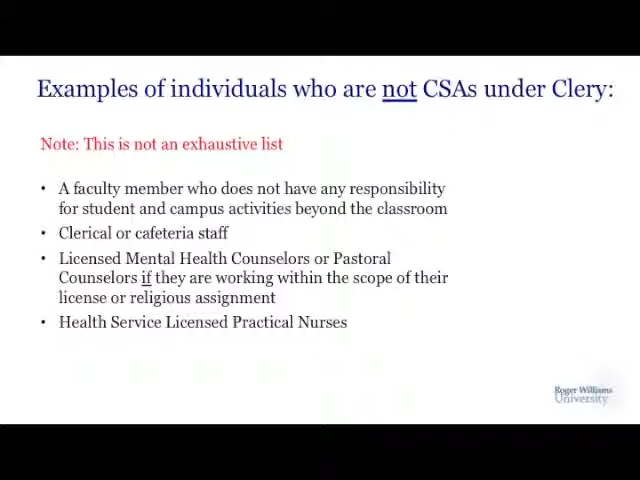 Examples of individuals who are not CSAs under Clery:
Note: This is not an exhaustive list
• A faculty member who does not have any responsibility
for student and campus activities beyond the classroom
• Clerical or cafeteria staff
• Licensed Mental Health Counselors or Pastoral
Counselors if they are working within the scope of their
license or religious assignment
• Health Service Licensed Practical Nurses
Roger Williams
University